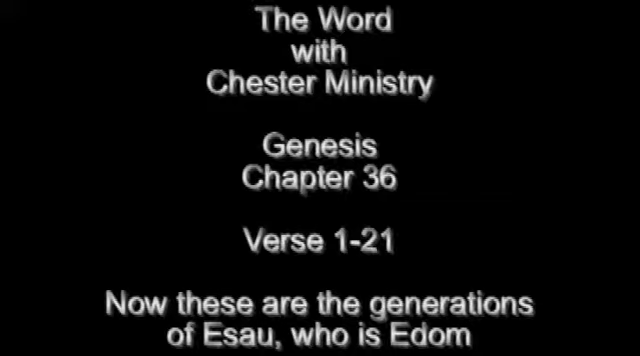 The Word
with
Chester Ministry
Genesis
Chapter 36
Verse 1-21
Now these are the generations
of Esau, who is Edom